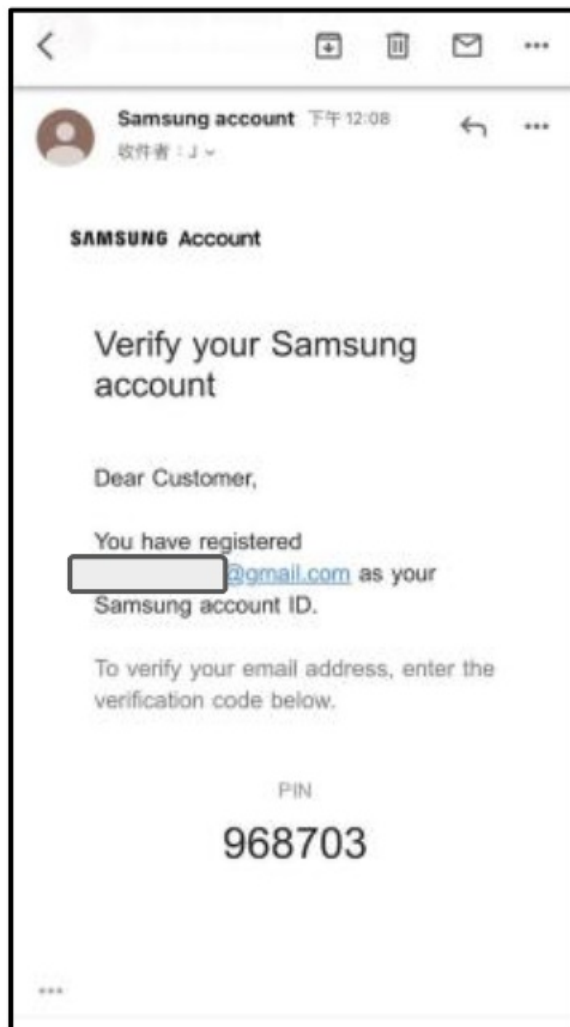 Samsung account 下午 12:08
收件者：J
SAMSUNG Account
Verify your Samsung
account
Dear Customer,
You have registered
@gmail.com as your
Samsung account ID.
To verify your email address, enter the
verification code below.
PIN
968703